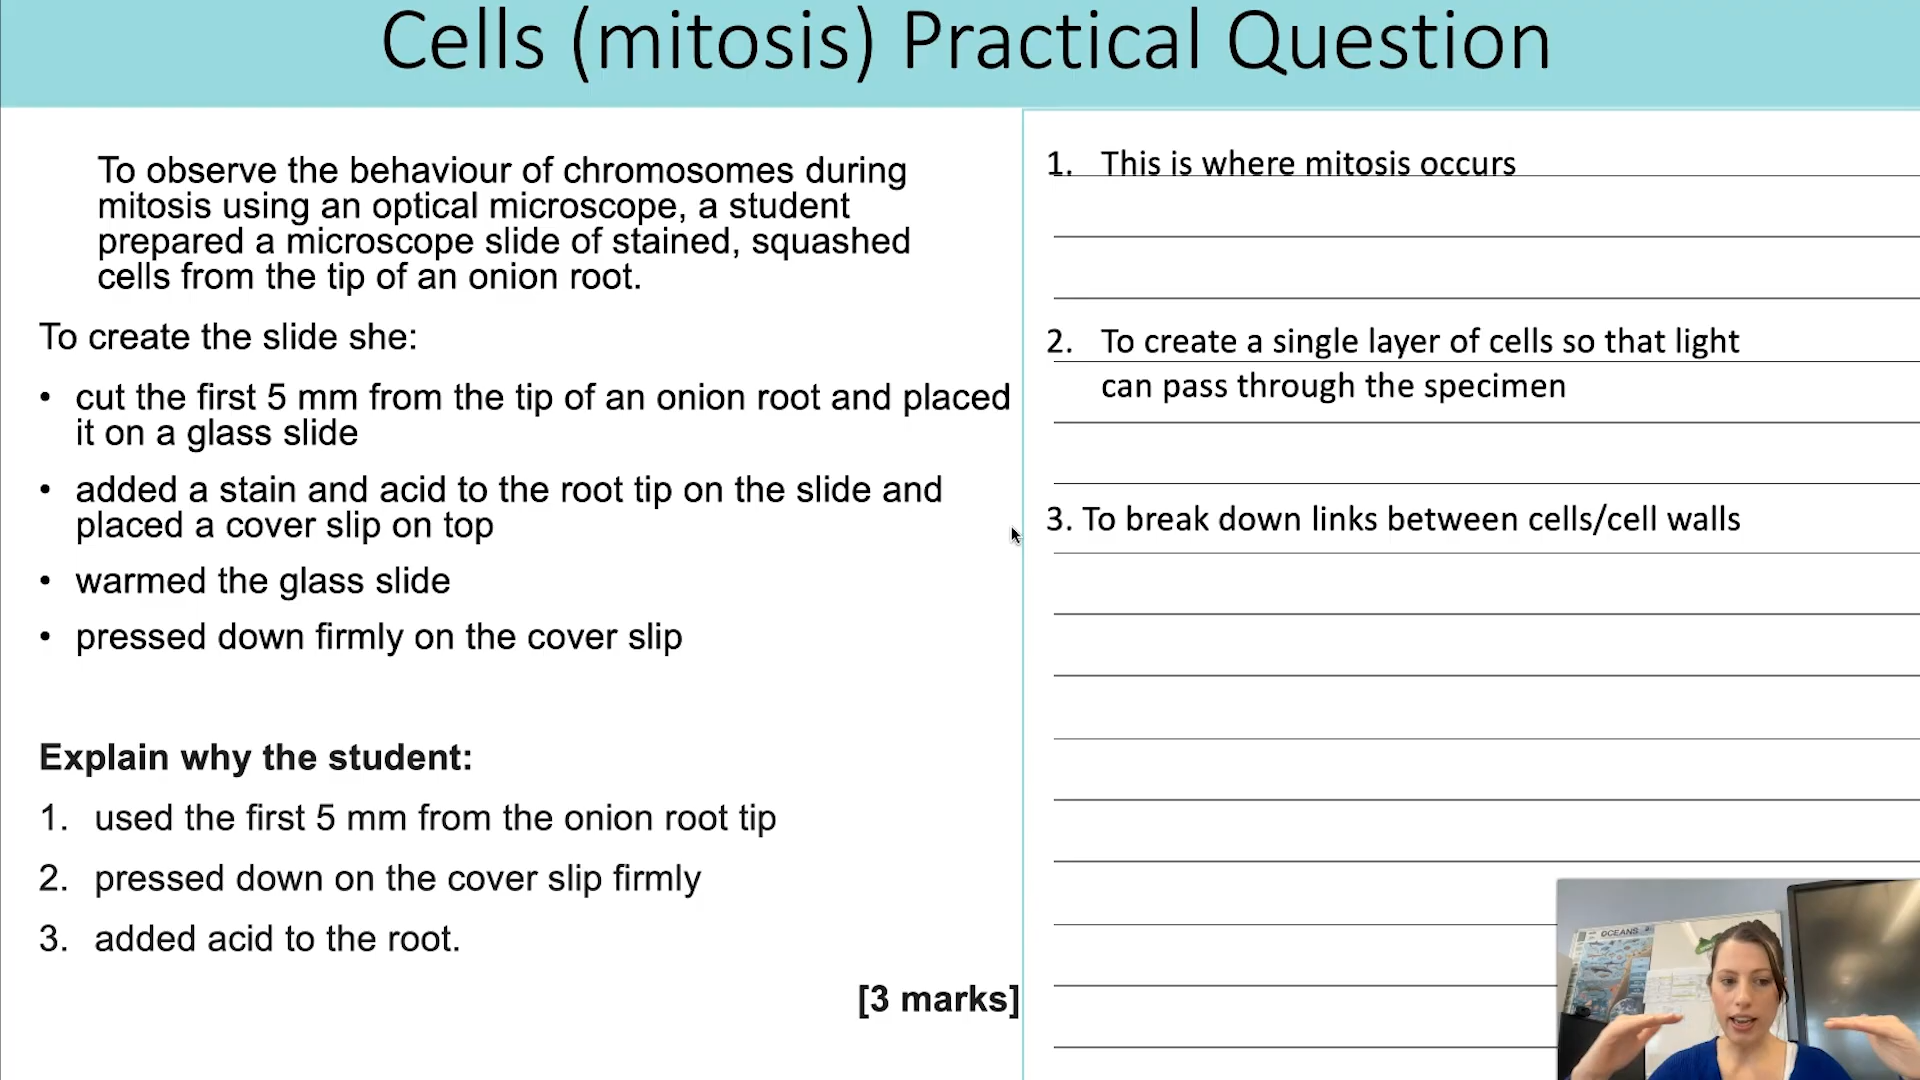 Cells (mitosis) Practical Question
To observe the behaviour of chromosomes during
mitosis using an optical microscope, a student
prepared a microscope slide of stained, squashed
cells from the tip of an onion root.
To create the slide she:
• cut the first 5 mm from the tip of an onion root and placed
it on a glass slide
• added a stain and acid to the root tip on the slide and
placed a cover slip on top
• warmed the glass slide
• pressed down firmly on the cover slip
Explain why the student:
1. used the first 5 mm from the onion root tip
2. pressed down on the cover slip firmly
3. added acid to the root.
[3 marks]
1. This is where mitosis occurs
2. To create a single layer of cells so that light
can pass through the specimen
3. To break down links between cells/cell walls
OCEANS